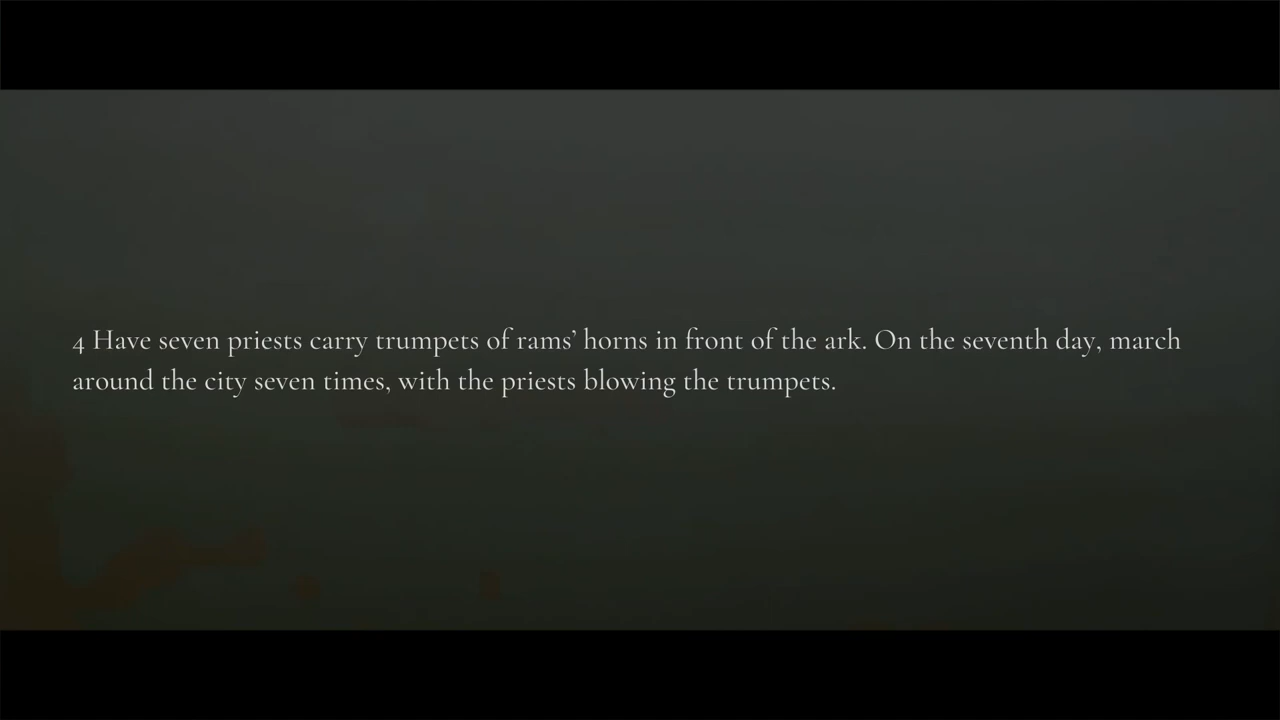 4 Have seven priests carry trumpets of rams’ horns in front of the ark. On the seventh day, march
around the city seven times, with the priests blowing the trumpets.